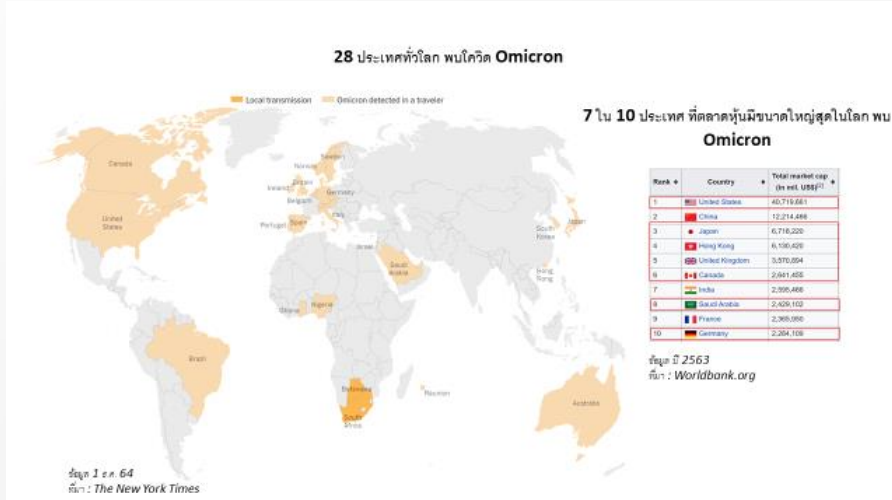 28 ประเทศทั่วโลก พบโควิด Omicron
Local transmission Omicron detected in a traveler
7 ใน 10 ประเทศ ที่ตลาดหุ้นมีขนาดใหญ่สุดในโลก พบ
Omicron
Canada
United
States
Brazil
Sweden
Norway
Britain
Ireland
Germany
Belgium
Portugal
Spain
Italy
Israel
Saudi
Arabia
Ghana
Nigeria
Botswana
South
Africa
Reunion
South
Korea
Japan
Hong
Kong
Australia
Rank Country Total market cap
(in mil. US$)[2]
1 United States 40,719,661
2 China 12,214,466
3 Japan 6,718,220
4 Hong Kong 6,130,420
5 United Kingdom
6 Canada 2,641,455
7 India
8 Saudi Arabia 2,429,102
9 France
10 Germany 2,284,109
ข้อมูล ปี 2563
ที่มา : Worldbank.org
ข้อมูล 1 ธ.ค. 64
ที่มา : The New York Times